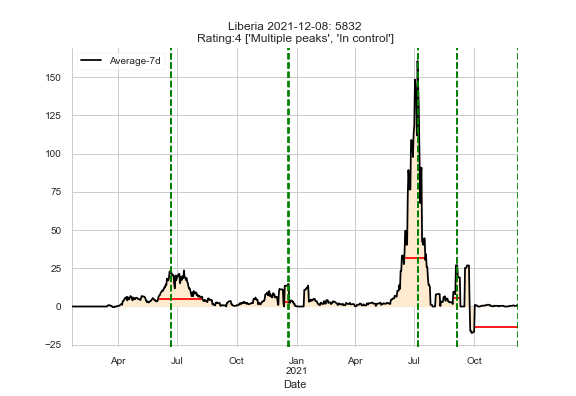 Liberia 2021-12-08: 5832
Rating:4 ['Multiple peaks', 'In control']
Average-7d
150
125
100
75
50
25
0
−25
Apr Jul Oct Jan Apr Jul Oct
2021
Date